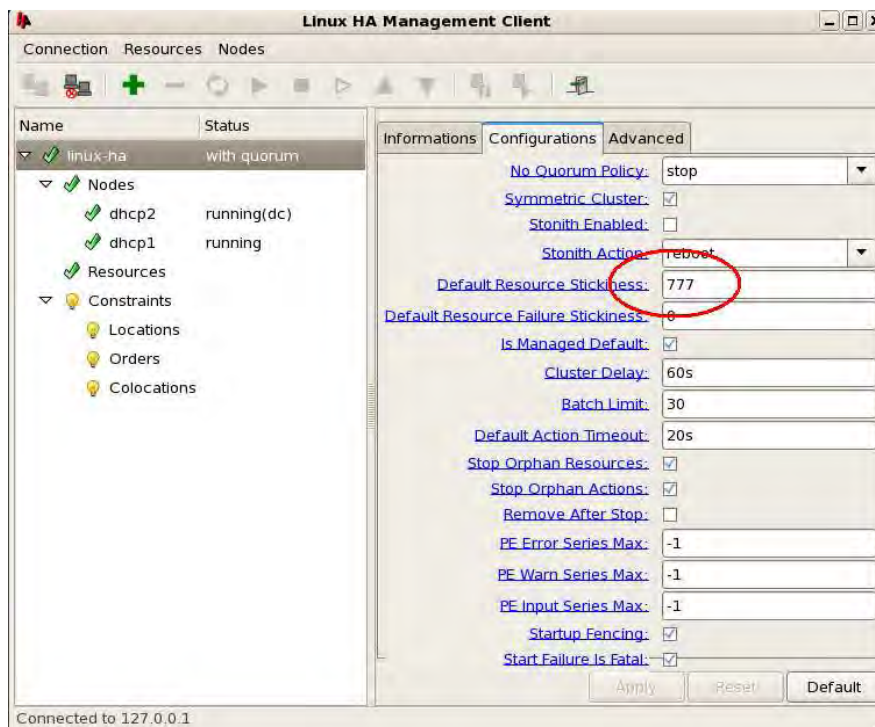 Linux HA Management Client
Connection Resources Nodes
Name Status
linux-ha with quorum
Nodes
dhcp2 running(dc)
dhcp1 running
Resources
Constraints
Locations
Orders
Colocations
Informations Configurations Advanced
No Quorum Policy: stop
Symmetric Cluster:
Stonith Enabled:
Stonith Action: reboot
Default Resource Stickiness: 777
Default Resource Failure Stickiness: 0
Is Managed Default:
Cluster Delay: 60s
Batch Limit: 30
Default Action Timeout: 20s
Stop Orphan Resources:
Stop Orphan Actions:
Remove After Stop:
PE Error Series Max: -1
PE Warn Series Max: -1
PE Input Series Max: -1
Startup Fencing:
Start Failure Is Fatal:
Apply Reset Default
Connected to 127.0.0.1